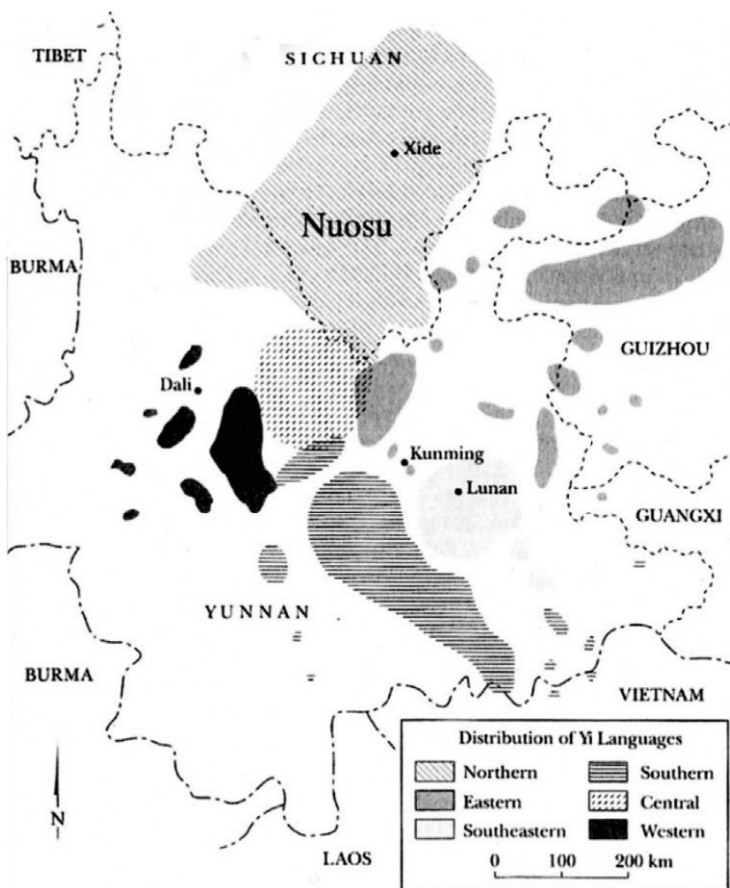 TIBET
SICHUAN
Xide
Nuosu
BURMA
GUIZHOU
Dali
Kunming
Lunan
GUANGXI
YUNNAN
BURMA
VIETNAM
N
LAOS
Distribution of Yi Languages
Northern
Southern
Eastern
Central
Southeastern
Western
0 100 200 km